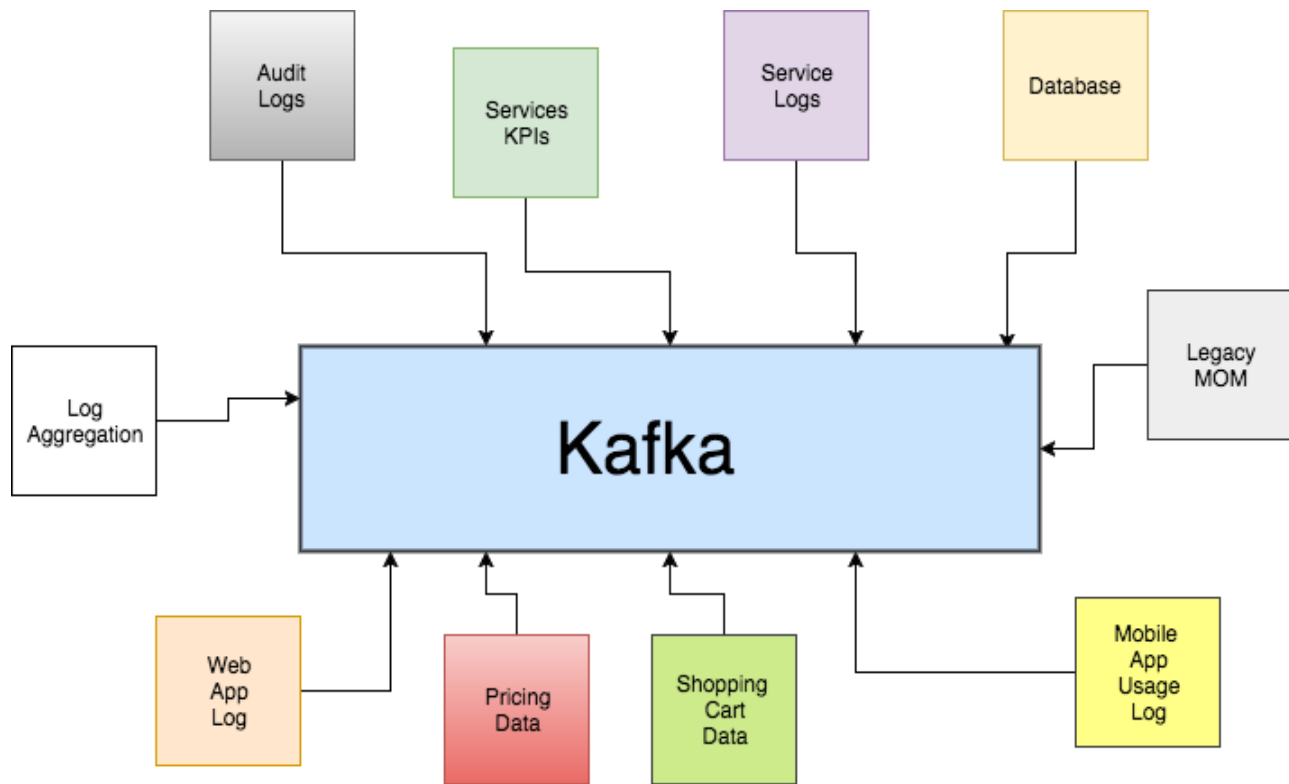 Audit
Logs
Services
KPIs
Service
Logs
Database
Legacy
MOM
Log
Aggregation
Kafka
Web
App
Log
Pricing
Data
Shopping
Cart
Data
Mobile
App
Usage
Log